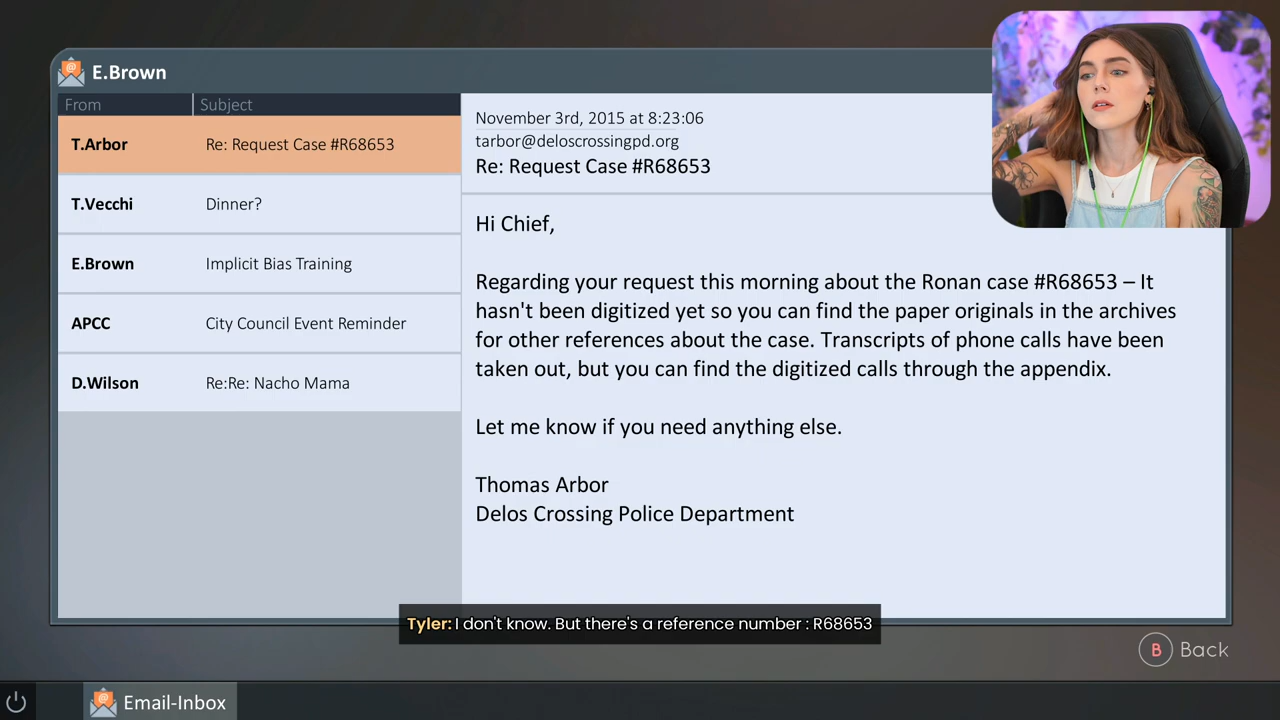 E.Brown
From Subject
T.Arbor Re: Request Case #R68653
T.Vecchi Dinner?
E.Brown Implicit Bias Training
APCC City Council Event Reminder
D.Wilson Re:Re: Nacho Mama
November 3rd, 2015 at 8:23:06
tarbor@deloscrossingpd.org
Re: Request Case #R68653
Hi Chief,
Regarding your request this morning about the Ronan case #R68653 – It
hasn't been digitized yet so you can find the paper originals in the archives
for other references about the case. Transcripts of phone calls have been
taken out, but you can find the digitized calls through the appendix.
Let me know if you need anything else.
Thomas Arbor
Delos Crossing Police Department
Tyler: I don't know. But there's a reference number : R68653
B Back
Email-Inbox